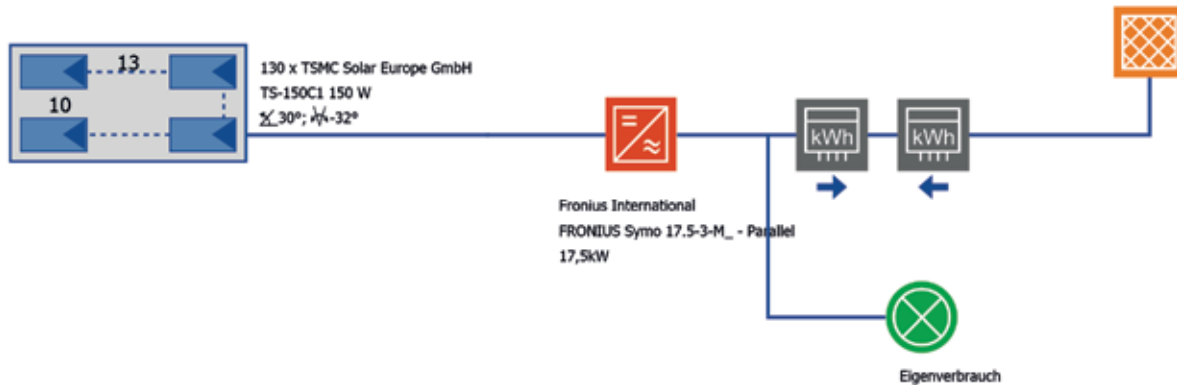 13
10
130 x TSMC Solar Europe GmbH
TS-150C1 150 W
30°; -32°
kWh
kWh
Fronius International
FRONIUS Symo 17.5-3-M_ - Parallel
17,5kW
Eigenverbrauch